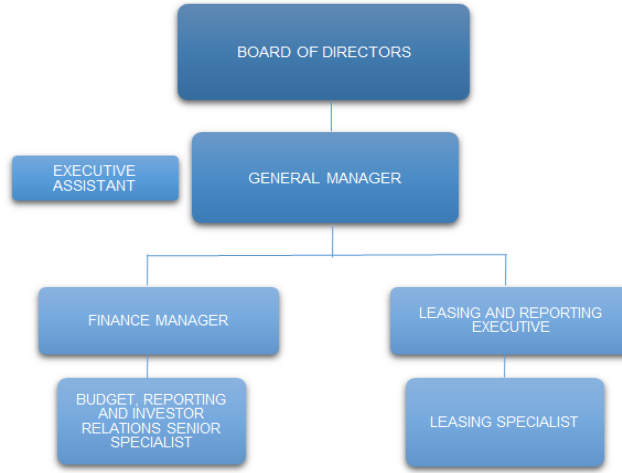 BOARD OF DIRECTORS
EXECUTIVE
ASSISTANT
GENERAL MANAGER
FINANCE MANAGER
LEASING AND REPORTING
EXECUTIVE
BUDGET, REPORTING
AND INVESTOR
RELATIONS SENIOR
SPECIALIST
LEASING SPECIALIST